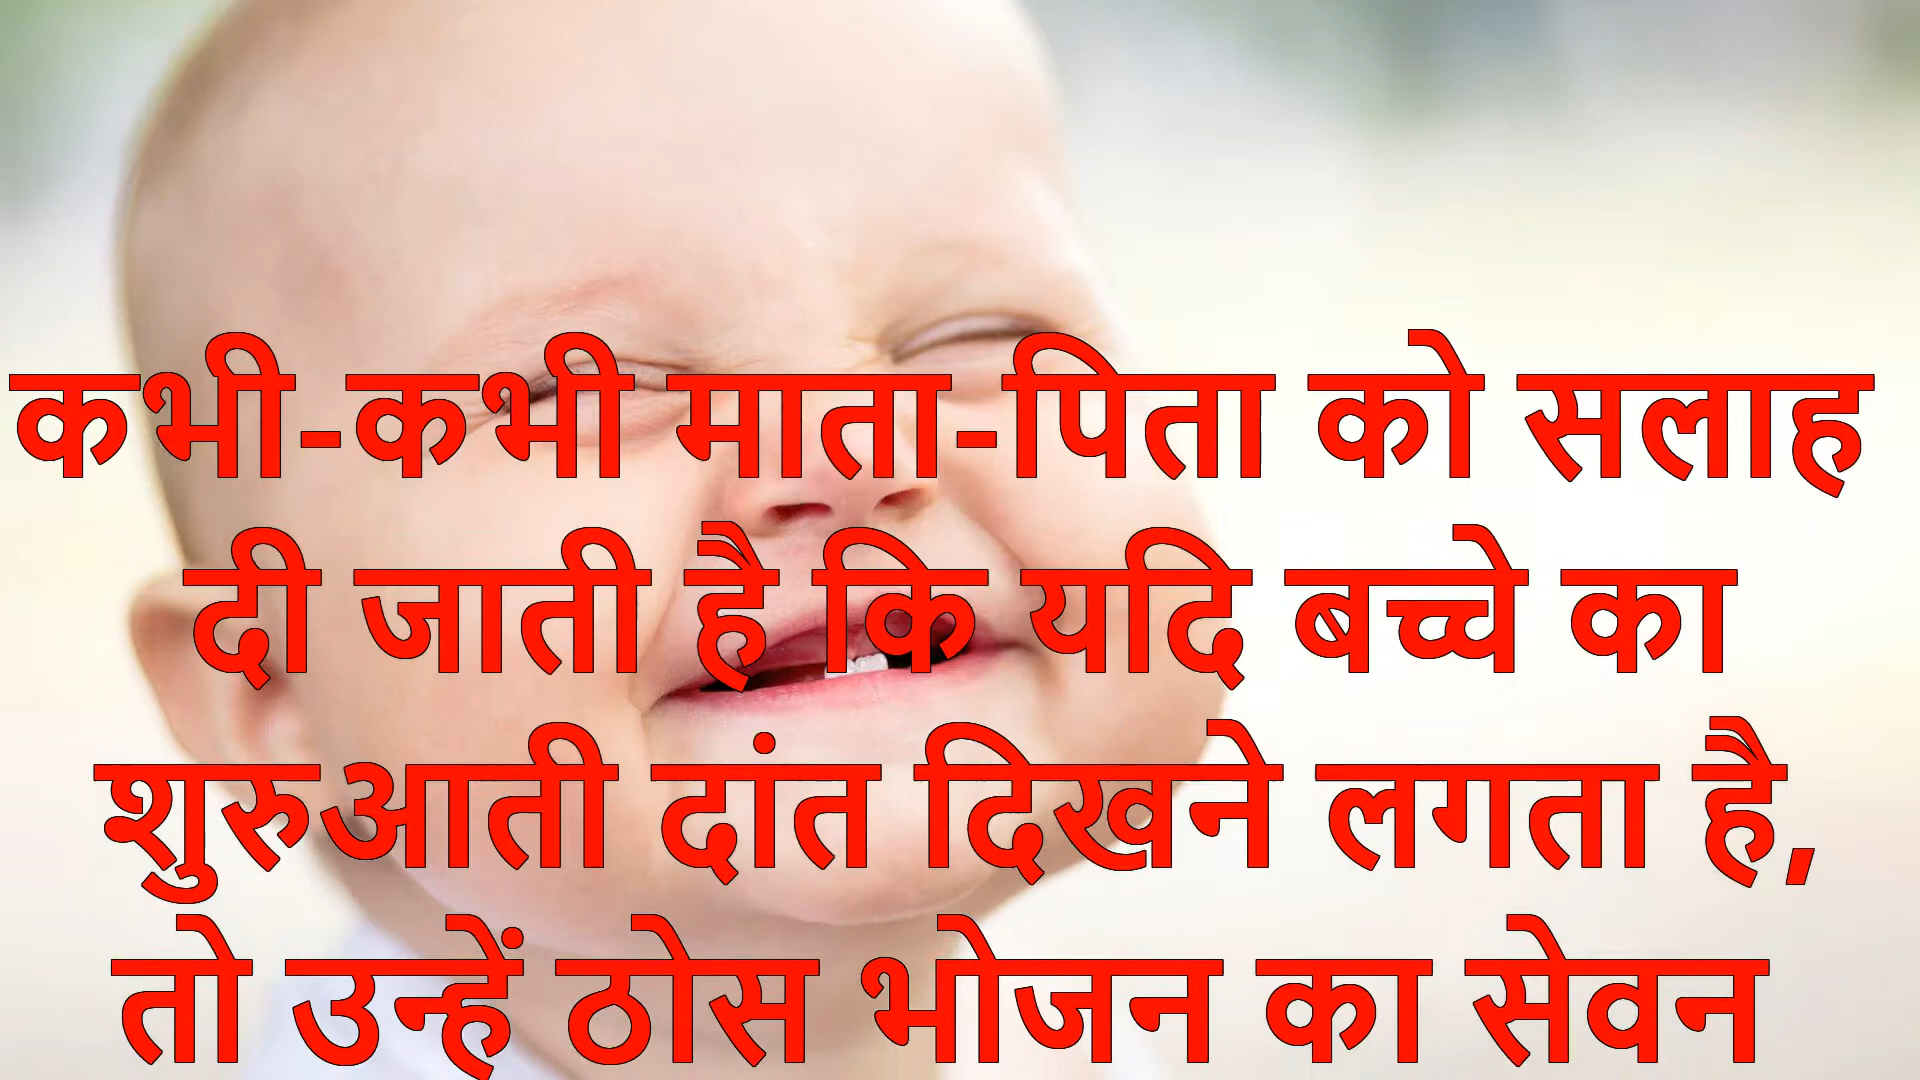 कभी-कभी माता-पिता को सलाह
दी जाती है कि यदि बच्चे का
शुरुआती दांत दिखने लगता है,
तो उन्हें ठोस भोजन का सेवन